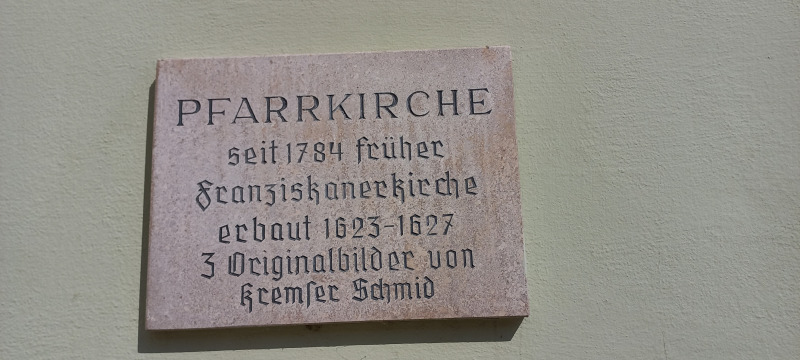 PFARRKIRCHE
seit 1784 früher
Franziskanerkirche
erbaut 1623-1627
3 Originalbilder von
Kremser Schmid